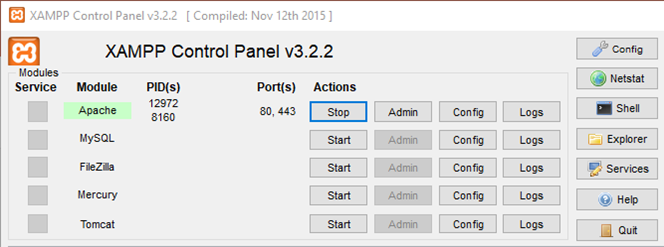 XAMPP Control Panel v3.2.2 [ Compiled: Nov 12th 2015 ]
XAMPP Control Panel v3.2.2
Modules
Service Module PID(s) Port(s) Actions
Apache 12972 8160 80, 443 Stop Admin Config Logs
MySQL Start Admin Config Logs
FileZilla Start Admin Config Logs
Mercury Start Admin Config Logs
Tomcat Start Admin Config Logs
Config
Netstat
Shell
Explorer
Services
Help
Quit